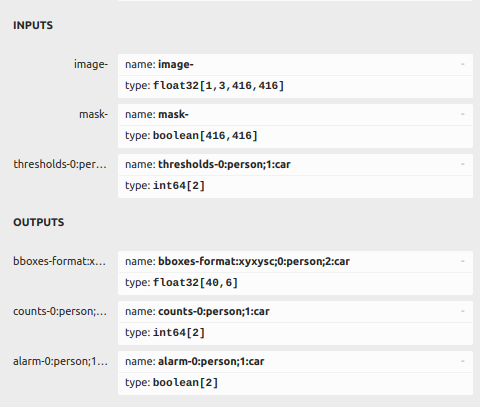 INPUTS
image-
name: image-
-
type: float32[1,3,416,416]
mask-
name: mask-
-
type: boolean[416,416]
thresholds-0:per...
name: thresholds-0:person;1:car
-
type: int64[2]
OUTPUTS
bboxes-format:x...
name: bboxes-format:xyxysc;0:person;2:car
-
type: float32[40,6]
counts-0:person;...
name: counts-0:person;1:car
-
type: int64[2]
alarm-0:person;1...
name: alarm-0:person;1:car
-
type: boolean[2]